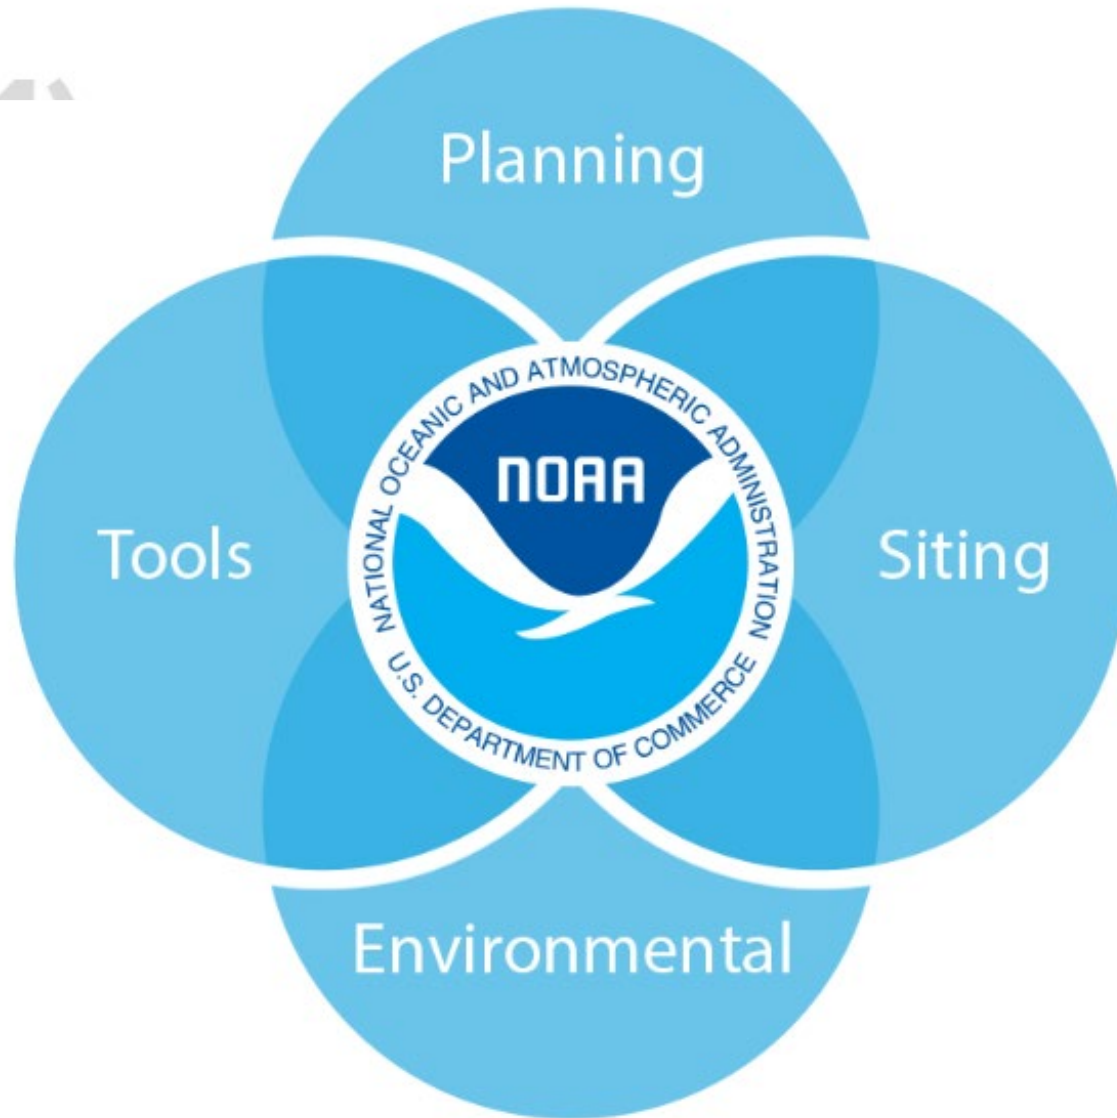 Planning
NATIONAL OCEANIC AND ATMOSPHERIC ADMINISTRATION
NOAA
Tools
Siting
U.S. DEPARTMENT OF COMMERCE
Environmental